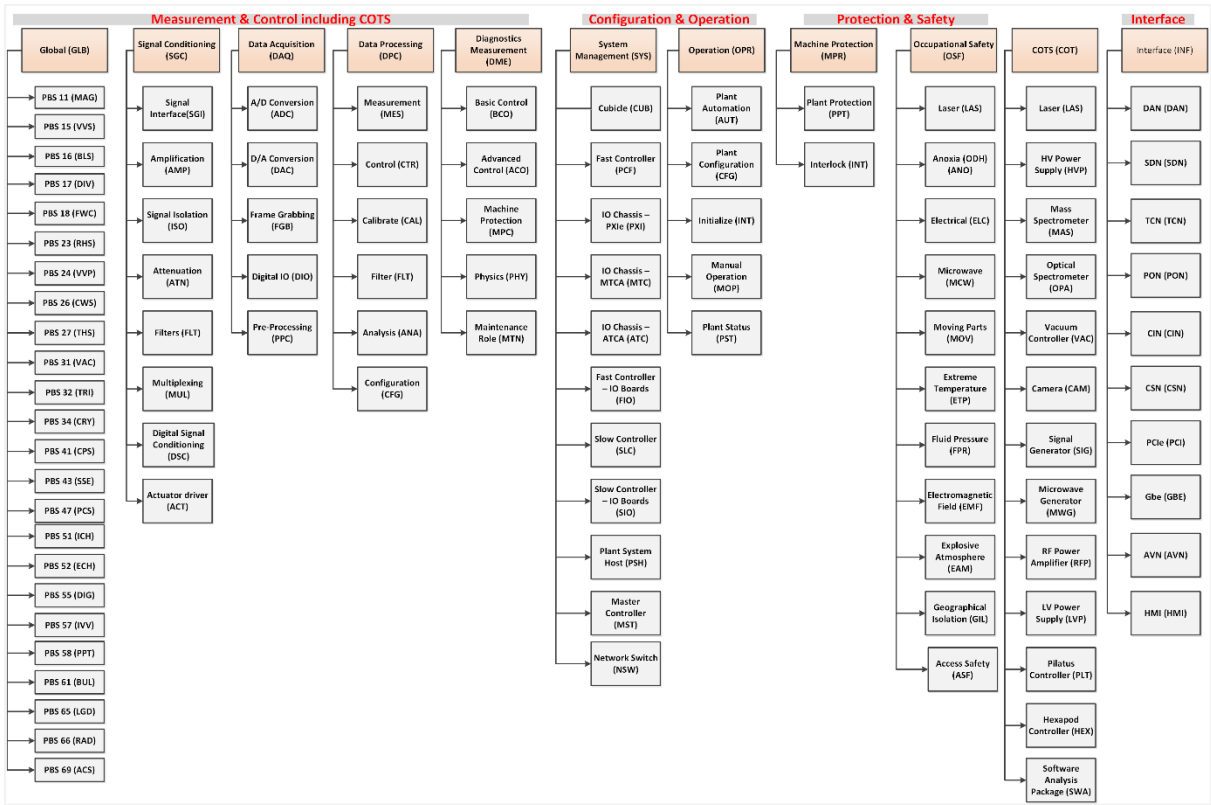 Measurement & Control including COTS
Configuration & Operation
Protection & Safety
Interface
Global (GLB)
PBS 11 (MAG)
PBS 15 (VVS)
PBS 16 (BLS)
PBS 17 (DIV)
PBS 18 (FWC)
PBS 23 (RHS)
PBS 24 (VVP)
PBS 26 (CWS)
PBS 27 (THS)
PBS 31 (VAC)
PBS 32 (TRI)
PBS 34 (CRY)
PBS 41 (CPS)
PBS 43 (SSE)
PBS 47 (PCS)
PBS 51 (ICH)
PBS 52 (ECH)
PBS 55 (DIG)
PBS 57 (IVV)
PBS 58 (PPT)
PBS 61 (BUL)
PBS 65 (LGD)
PBS 66 (RAD)
PBS 69 (ACS)
Signal Conditioning
(SGC)
Signal
Interface(SGI)
Amplification
(AMP)
Signal Isolation
(ISO)
Attenuation
(ATN)
Filters (FLT)
Multiplexing
(MUL)
Digital Signal
Conditioning
(DSC)
Actuator driver
(ACT)
Data Acquisition
(DAQ)
A/D Conversion
(ADC)
D/A Conversion
(DAC)
Frame Grabbing
(FGB)
Digital IO (DIO)
Pre-Processing
(PPC)
Data Processing
(DPC)
Measurement
(MES)
Control (CTR)
Calibrate (CAL)
Filter (FLT)
Analysis (ANA)
Configuration
(CFG)
Diagnostics
Measurement
(DME)
Basic Control
(BCO)
Advanced
Control (ACO)
Machine
Protection
(MPC)
Physics (PHY)
Maintenance
Role (MTN)
System
Management (SYS)
Cubicle (CUB)
Fast Controller
(PCF)
IO Chassis –
PXIe (PXI)
IO Chassis –
MTCA (MTC)
IO Chassis –
ATCA (ATC)
Fast Controller
– IO Boards
(FIO)
Slow Controller
(SLC)
Slow Controller
– IO Boards
(SIO)
Plant System
Host (PSH)
Master
Controller
(MST)
Network Switch
(NSW)
Operation (OPR)
Plant
Automation
(AUT)
Plant
Configuration
(CFG)
Initialize (INT)
Manual
Operation
(MOP)
Plant Status
(PST)
Machine Protection
(MPR)
Plant Protection
(PPT)
Interlock (INT)
Occupational Safety
(OSF)
Laser (LAS)
Anoxia (ODH)
(ANO)
Electrical (ELC)
Microwave
(MCW)
Moving Parts
(MOV)
Extreme
Temperature
(ETP)
Fluid Pressure
(FPR)
Electromagnetic
Field (EMF)
Explosive
Atmosphere
(EAM)
Geographical
Isolation (GIL)
Access Safety
(ASF)
COTS (COT)
Laser (LAS)
HV Power
Supply (HVP)
Mass
Spectrometer
(MAS)
Optical
Spectrometer
(OPA)
Vacuum
Controller (VAC)
Camera (CAM)
Signal
Generator (SIG)
Microwave
Generator
(MWG)
RF Power
Amplifier (RFP)
LV Power
Supply (LVP)
Pilatus
Controller (PLT)
Hexapod
Controller (HEX)
Software
Analysis
Package (SWA)
Interface (INF)
DAN (DAN)
SDN (SDN)
TCN (TCN)
PON (PON)
CIN (CIN)
CSN (CSN)
PCIe (PCI)
Gbe (GBE)
AVN (AVN)
HMI (HMI)